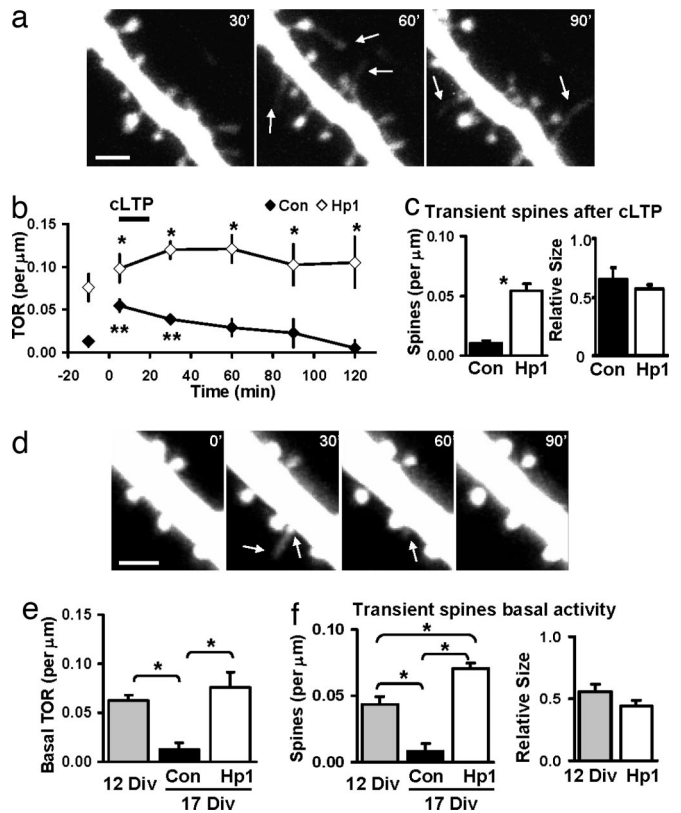 a
30' 60' 90'
b
cLTP
Con Hp1
TOR (per µm)
0.15
0.10
0.05
0.00
* * * * *
** **
-20 0 20 40 60 80 100 120
Time (min)
c Transient spines after cLTP
Spines (per µm)
0.10
0.05
0.00
*
Con Hp1
Relative Size
1.0
0.5
0
Con Hp1
d
0' 30' 60' 90'
e
Basal TOR (per µm)
0.15
0.10
0.05
0.00
* *
12 Div Con Hp1
17 Div
f Transient spines basal activity
Spines (per µm)
0.10
0.05
0.00
*
* *
12 Div Con Hp1
17 Div
Relative Size
1.0
0.5
0.0
12 Div Hp1